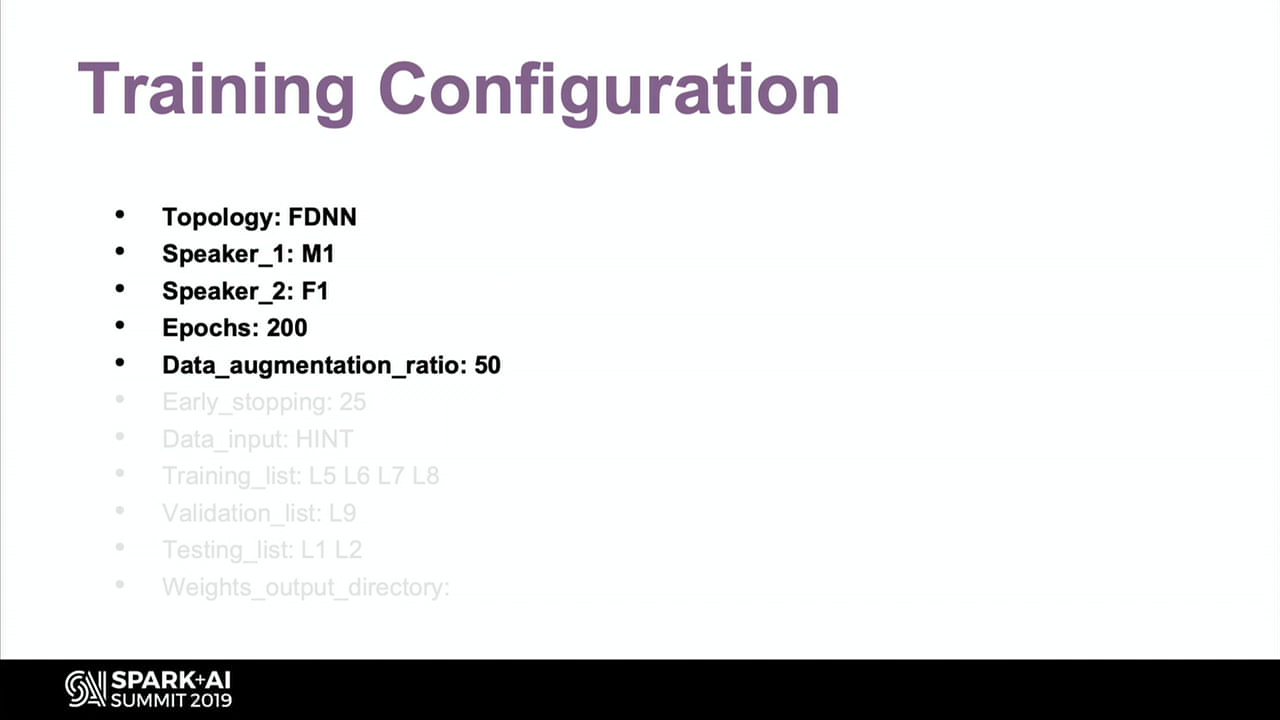 Training Configuration
• Topology: FDNN
• Speaker_1: M1
• Speaker_2: F1
• Epochs: 200
• Data_augmentation_ratio: 50
• Early_stopping: 25
• Data_input: HINT
• Training_list: L5 L6 L7 L8
• Validation_list: L9
• Testing_list: L1 L2
• Weights_output_directory:
SPARK+AI
SUMMIT 2019